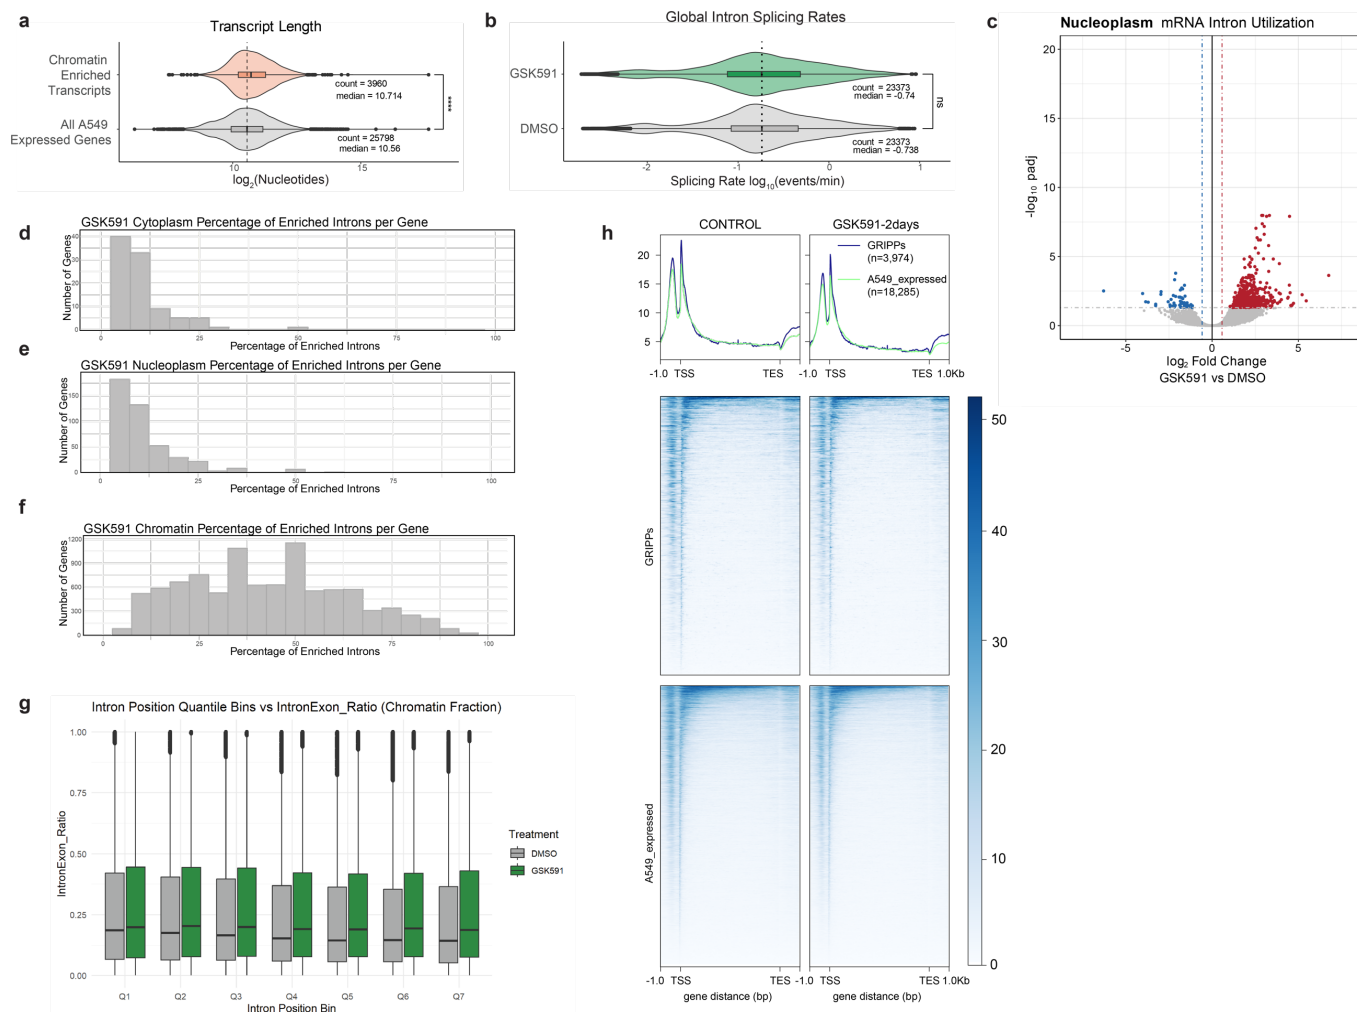 a
Transcript Length
Chromatin
Enriched
Transcripts
count = 3960
median = 10.714
****
All A549
Expressed Genes
count = 25798
median = 10.56
10
15
log2(Nucleotides)
b
Global Intron Splicing Rates
GSK591
count = 23373
median = -0.74
ns
DMSO
count = 23373
median = -0.738
-2
-1
0
1
Splicing Rate log10(events/min)
c
Nucleoplasm mRNA Intron Utilization
20
15
10
5
0
-log10 padj
-5
0
5
log2 Fold Change
GSK591 vs DMSO
d
GSK591 Cytoplasm Percentage of Enriched Introns per Gene
Number of Genes
40
30
20
10
0
0
25
50
75
100
Percentage of Enriched Introns
e
GSK591 Nucleoplasm Percentage of Enriched Introns per Gene
Number of Genes
150
100
50
0
0
25
50
75
100
Percentage of Enriched Introns
f
GSK591 Chromatin Percentage of Enriched Introns per Gene
Number of Genes
1200
900
600
300
0
0
25
50
75
100
Percentage of Enriched Introns
g
Intron Position Quantile Bins vs IntronExon_Ratio (Chromatin Fraction)
IntronExon_Ratio
1.00
0.75
0.50
0.25
0.00
Q1
Q2
Q3
Q4
Q5
Q6
Q7
Intron Position Bin
Treatment
DMSO
GSK591
h
CONTROL
GSK591-2days
20
15
10
5
GRIPPs
(n=3,974)
A549_expressed
(n=18,285)
-1.0 TSS
TES
-1.0 TSS
TES 1.0Kb
GRIPPs
A549_expressed
50
40
30
20
10
0
-1.0 TSS
TES -1.0 TSS
TES 1.0Kb
gene distance (bp)
gene distance (bp)